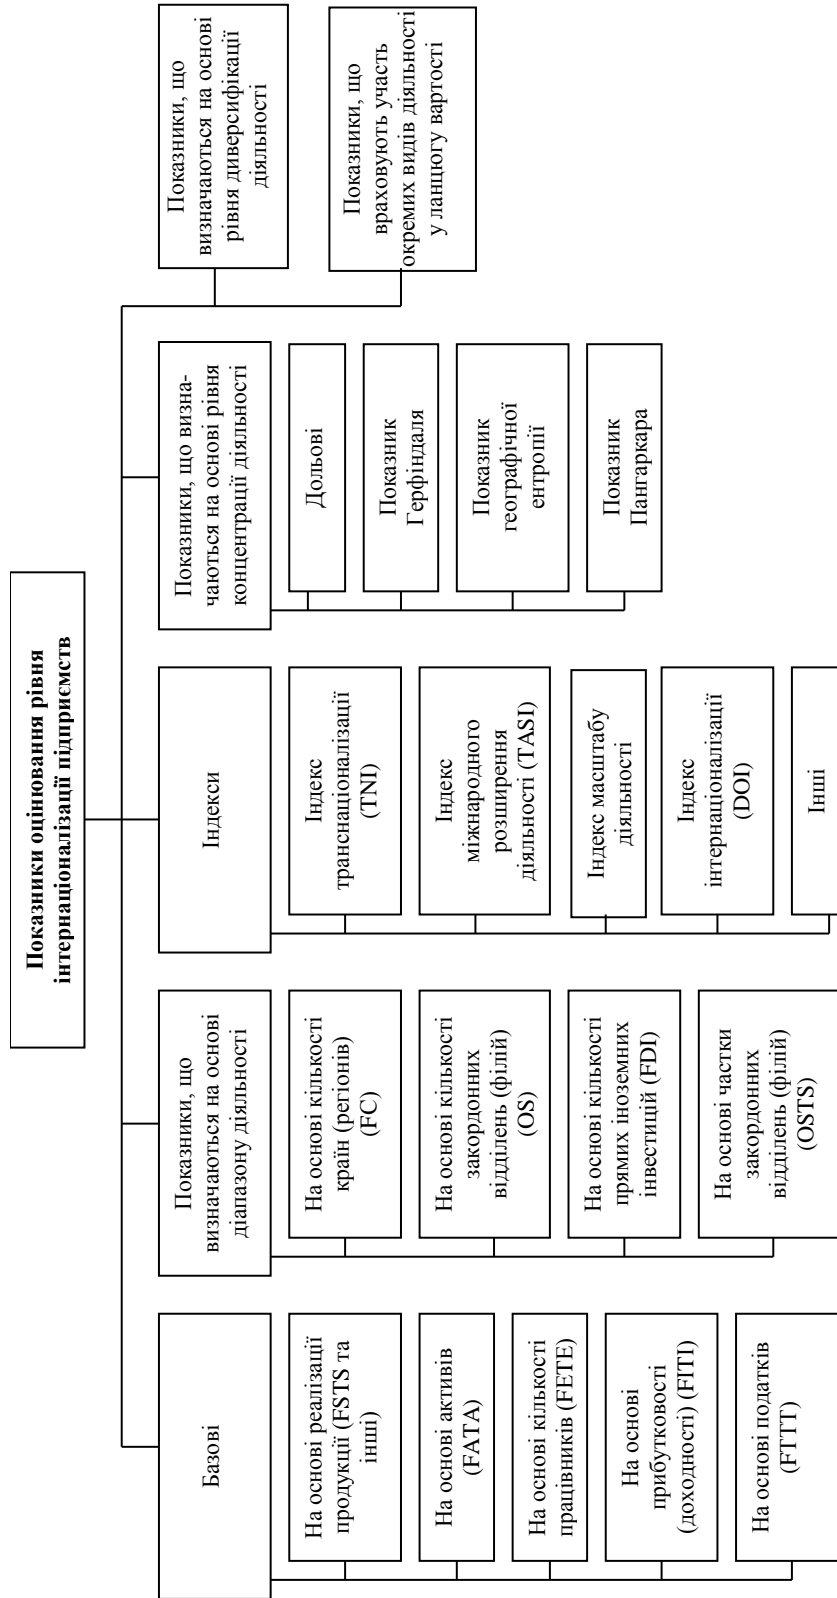 Показники оцінювання рівня
інтернаціоналізації підприємств
Базові
На основі реалізації
продукції (FSTS та
інші)
На основі активів
(FATA)
На основі кількості
працівників (FETE)
На основі
прибутковості
(доходності) (FITI)
На основі податків
(FTTT)
Показники, що
визначаються на основі
діапазону діяльності
На основі кількості
країн (регіонів)
(FC)
На основі кількості
закордонних
відділень (філій)
(OS)
На основі кількості
прямих іноземних
інвестицій (FDI)
На основі частки
закордонних
відділень (філій)
(OSTS)
Індекси
Індекс
транснаціоналізації
(TNI)
Індекс
міжнародного
розширення
діяльності (TASI)
Індекс масштабу
діяльності
Індекс
інтернаціоналізації
(DOI)
Інші
Показники, що визна-
чаються на основі рівня
концентрації діяльності
Дольові
Показник
Герфіндаля
Показник
географічної
ентропії
Показник
Пангаркара
Показники, що
визначаються на основі
рівня диверсифікації
діяльності
Показники, що
враховують участь
окремих видів діяльності
у ланцюгу вартості